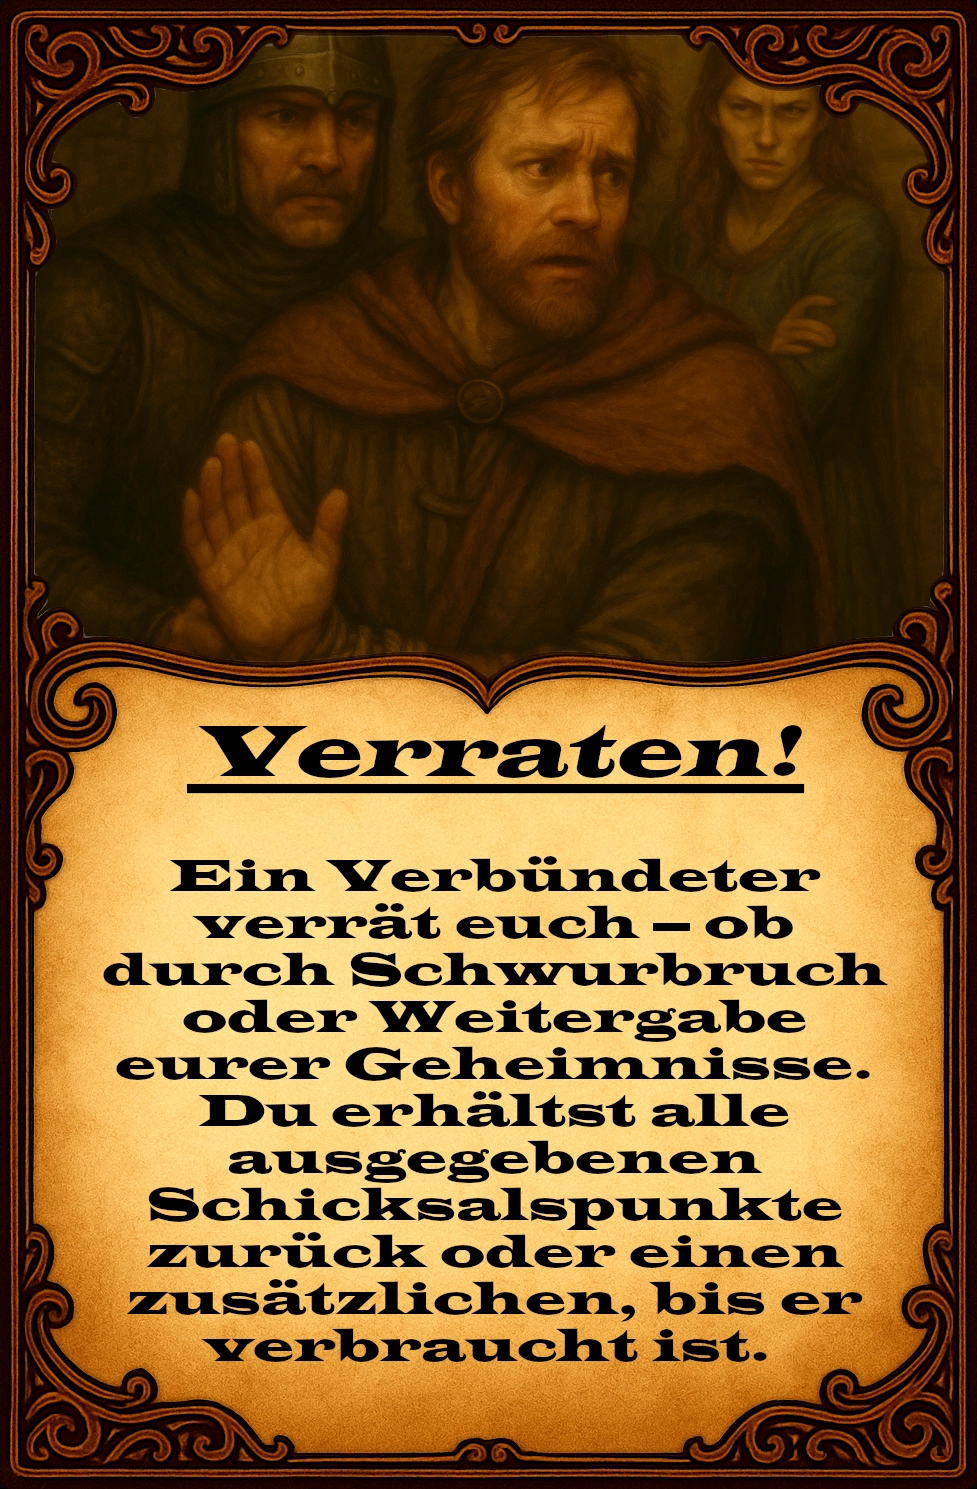 Verraten!
Ein Verbündeter
verrät euch – ob
durch Schwurbruch
oder Weitergabe
eurer Geheimnisse.
Du erhältst alle
ausgegebenen
Schicksalspunkte
zurück oder einen
zusätzlichen, bis er
verbraucht ist.